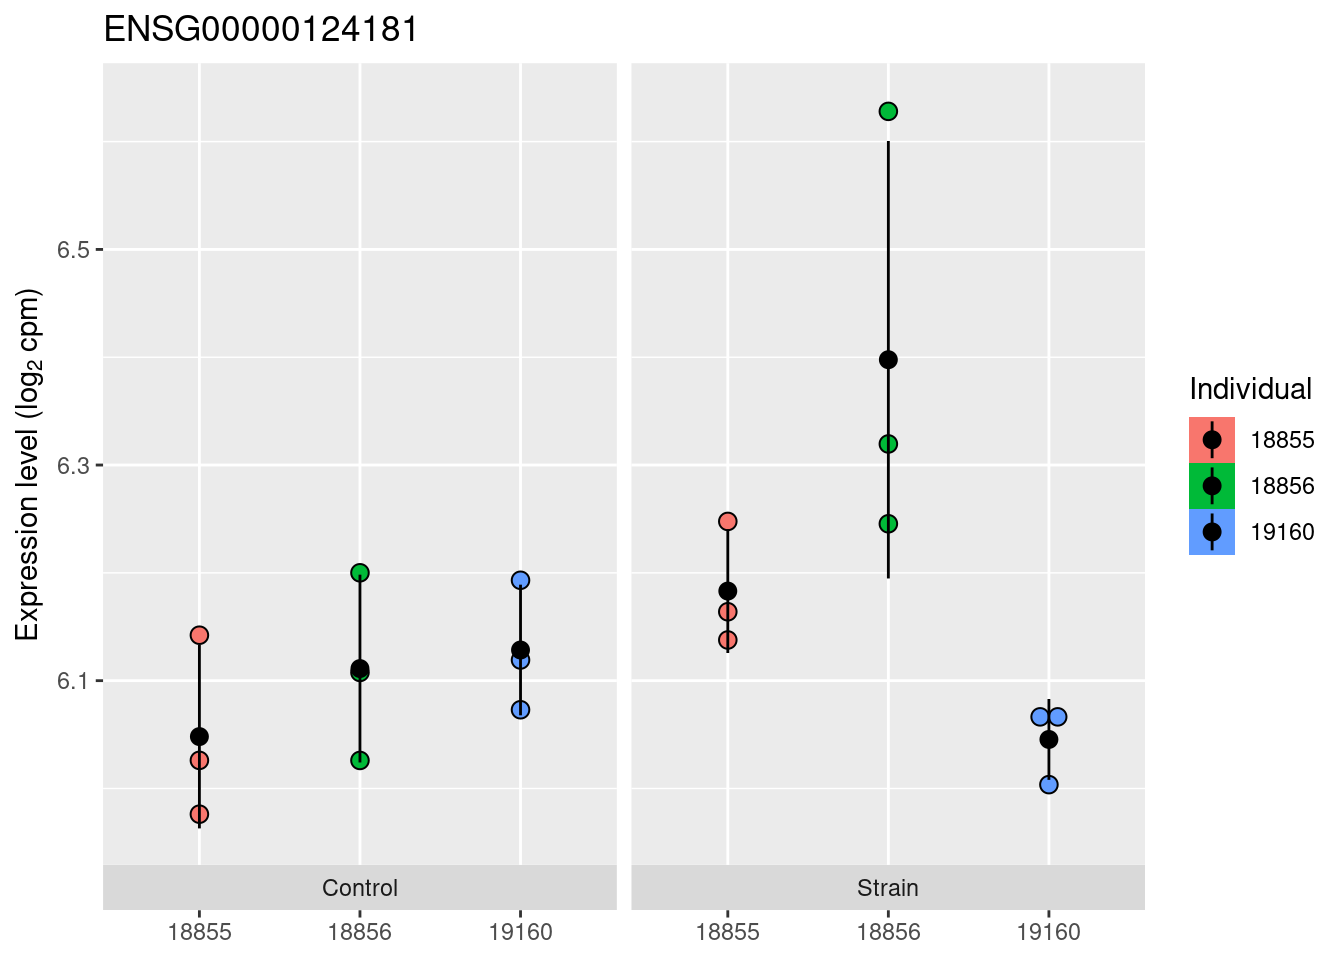 ENSG00000124181
Expression level (log₂ cpm)
6.5
6.3
6.1
Control
Strain
18855
18856
19160
18855
18856
19160
Individual
18855
18856
19160